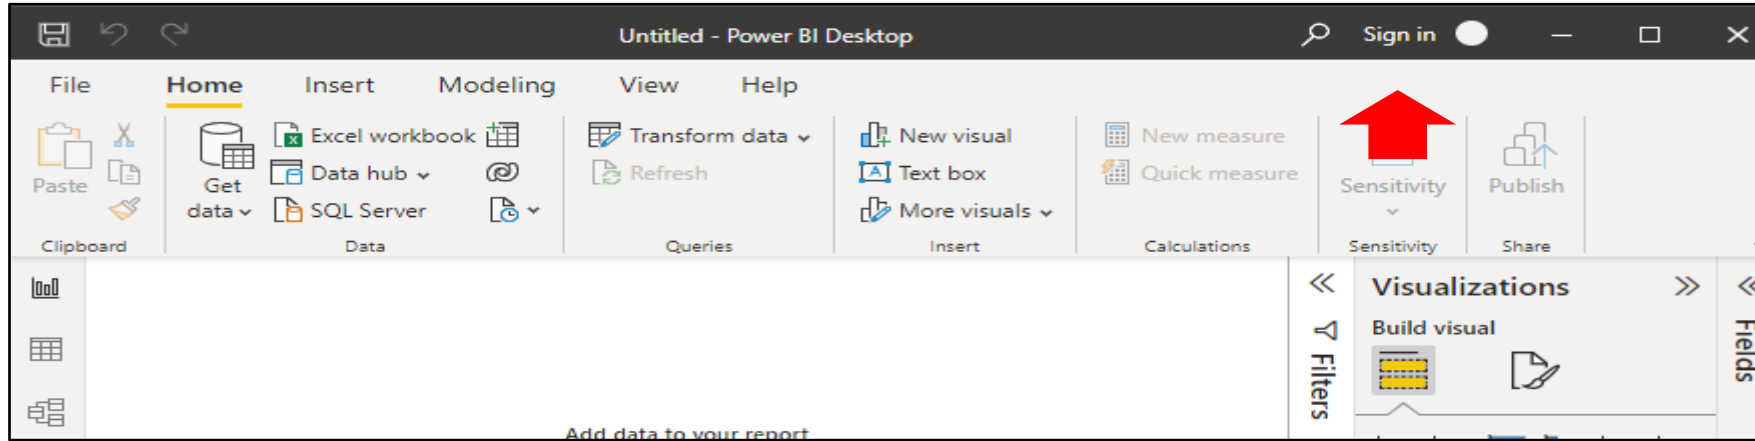 Untitled - Power BI Desktop
Sign in
File Home Insert Modeling View Help
Paste
Clipboard
Get data
Excel workbook
Data hub
SQL Server
Data
Transform data
Refresh
Queries
New visual
Text box
More visuals
Insert
New measure
Quick measure
Calculations
Sensitivity
Sensitivity
Publish
Share
Add data to your report
Filters
Visualizations
Build visual
Fields